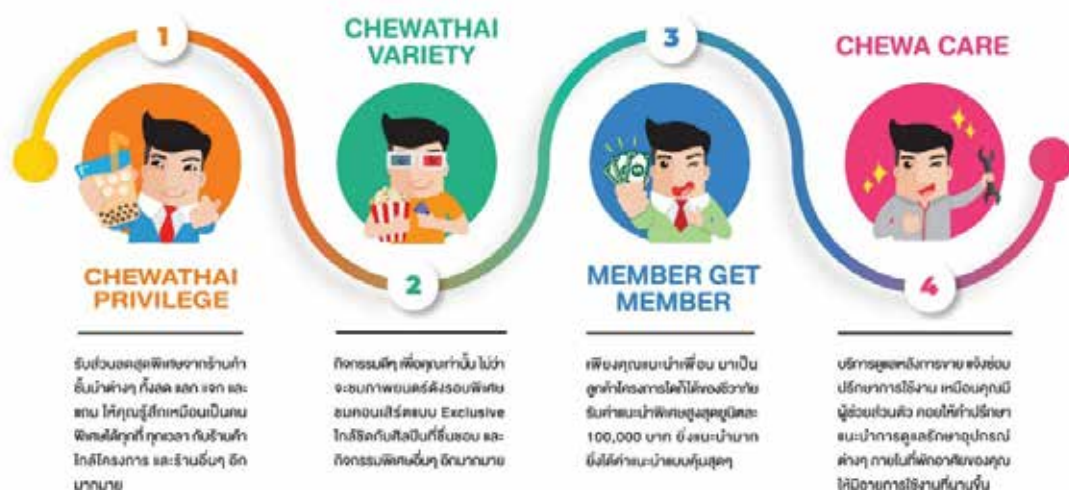 1
CHEWATHAI
PRIVILEGE
รับส่วนลดสุดพิเศษจากร้านค้า
ชั้นนำต่างๆ ทั้งลด แลก แจก และ
แถม ให้คุณรู้สึกเหมือนเป็นคน
พิเศษได้ทุกที่ ทุกเวลา กับร้านค้า
ใกล้โครงการ และร้านอื่นๆ อีก
มากมาย
CHEWATHAI
VARIETY
2
กิจกรรมดีๆ เพื่อคุณเท่านั้น ไม่ว่า
จะชมภาพยนตร์ดังรอบพิเศษ
ชมคอนเสิร์ตแบบ Exclusive
ใกล้ชิดกับศิลปินที่ชื่นชอบ และ
กิจกรรมพิเศษอื่นๆ อีกมากมาย
3
MEMBER GET
MEMBER
เพียงคุณแนะนำเพื่อน มาเป็น
ลูกค้าโครงการใดก็ได้ของชีวาทัย
รับค่าแนะนำพิเศษสูงสุดยูนิตละ
100,000 บาท ยิ่งแนะนำมาก
ยิ่งได้ค่าแนะนำแบบคุ้มสุดๆ
CHEWA CARE
4
บริการดูแลหลังการขาย แจ้งซ่อม
ปรึกษาการใช้งาน เหมือนคุณมี
ผู้ช่วยส่วนตัว คอยให้คำปรึกษา
แนะนำการดูแลรักษาอุปกรณ์
ต่างๆ ภายในที่พักอาศัยของคุณ
ให้มีอายุการใช้งานที่นานขึ้น